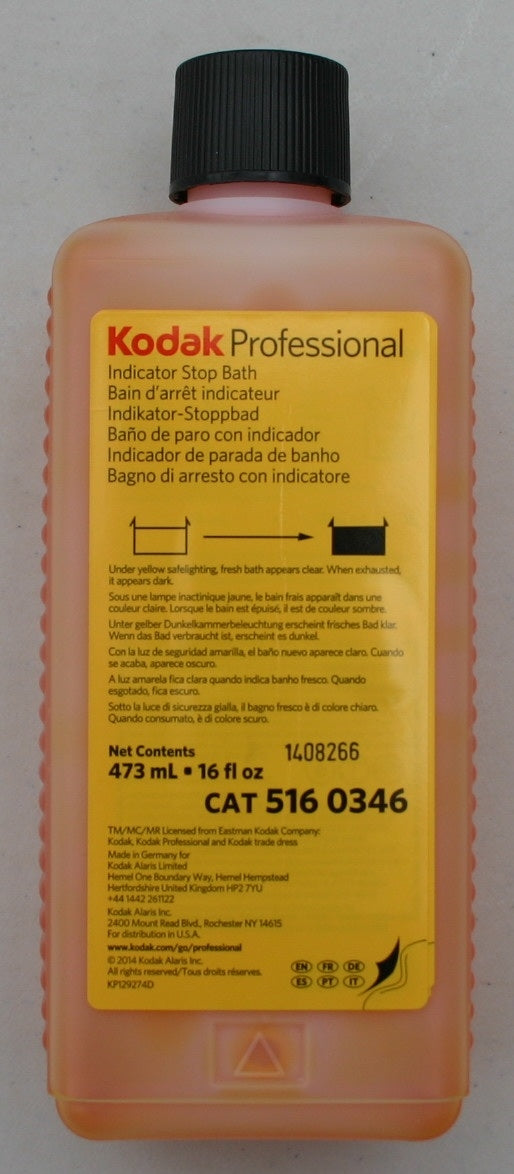 Kodak Professional
Indicator Stop Bath
Bain d'arrêt indicateur
Indikator-Stoppbad
Baño de paro con indicador
Indicador de parada de banho
Bagno di arresto con indicatore
Under yellow safelighting, fresh bath appears clear. When exhausted,
it appears dark.
Sous une lampe inactinique jaune, le bain frais apparaît dans une
couleur claire. Lorsque le bain est épuisé, il est de couleur sombre.
Unter gelber Dunkelkammerbeleuchtung erscheint frisches Bad klar.
Wenn das Bad verbraucht ist, erscheint es dunkel.
Con la luz de seguridad amarilla, el baño nuevo aparece claro. Cuando
se acaba, aparece oscuro.
A luz amarela fica clara quando indica banho fresco. Quando
esgotado, fica escuro.
Sotto la luce di sicurezza gialla, il bagno fresco è di colore chiaro.
Quando consumato, è di colore scuro.
Net Contents 1408266
473 mL ▪ 16 fl oz
CAT 516 0346
TM/MC/MR Licensed from Eastman Kodak Company:
Kodak, Kodak Professional and Kodak trade dress
Made in Germany for
Kodak Alaris Limited
Hemel One Boundary Way, Hemel Hempstead
Hertfordshire United Kingdom HP2 7YU
+44 1442 261122
Kodak Alaris Inc.
2400 Mount Read Blvd., Rochester NY 14615
For distribution in U.S.A.
www.kodak.com/go/professional
© 2014 Kodak Alaris Inc.
All rights reserved/Tous droits réservés.
KP129274D
EN FR DE
ES PT IT